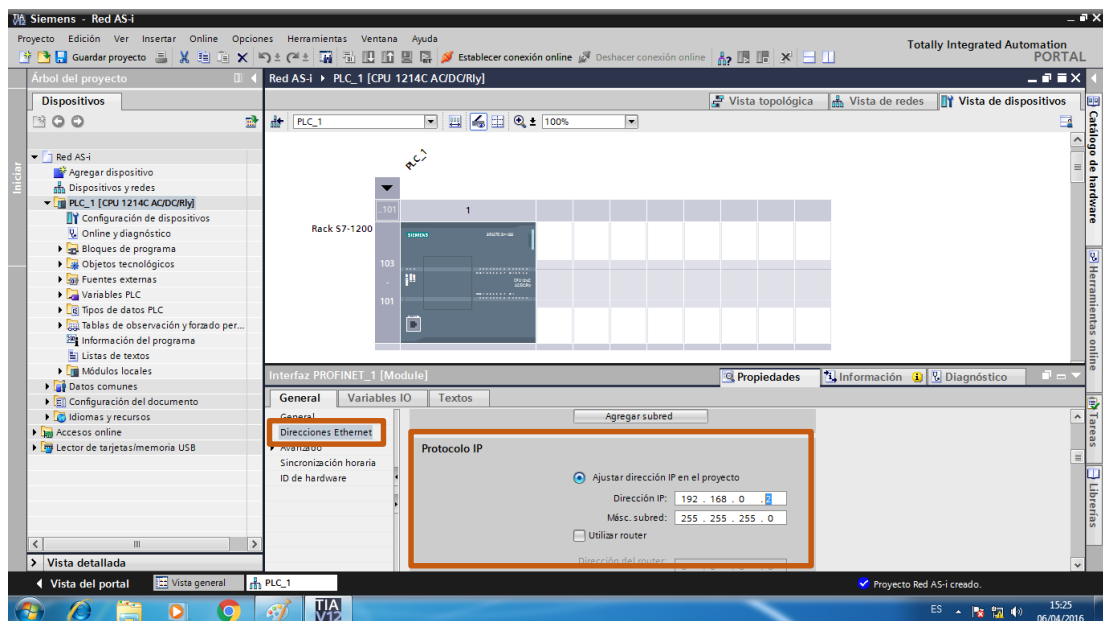 Siemens - Red AS-i
Proyecto Edición Ver Insertar Online Opciones Herramientas Ventana Ayuda
Totally Integrated Automation
PORTAL
Guardar proyecto
Establecer conexión online
Deshacer conexión online
Árbol del proyecto
Red AS-i PLC_1 [CPU 1214C AC/DC/Rly]
Dispositivos
Vista topológica
Vista de redes
Vista de dispositivos
PLC_1
100%
Iniciar
Red AS-i
Agregar dispositivo
Dispositivos y redes
PLC_1 [CPU 1214C AC/DC/Rly]
Configuración de dispositivos
Online y diagnóstico
Bloques de programa
Objetos tecnológicos
Fuentes externas
Variables PLC
Tipos de datos PLC
Tablas de observación y forzado per...
Información del programa
Listas de textos
Módulos locales
Datos comunes
Configuración del documento
Idiomas y recursos
Accesos online
Lector de tarjetas/memoria USB
Vista detallada
PLC_1
..101
1
Rack S7-1200
SIEMENS
103
-
101
Catálogo de hardware
Herramientas online
Tareas
Librerías
Interfaz PROFINET_1 [Module]
Propiedades
Información
Diagnóstico
General
Variables IO
Textos
General
Direcciones Ethernet
Avanzado
Sincronización horaria
ID de hardware
Agregar subred
Protocolo IP
Ajustar dirección IP en el proyecto
Dirección IP: 192 . 168 . 0 . 2
Másc. subred: 255 . 255 . 255 . 0
Utilizar router
Dirección del router:
Vista del portal
Vista general
PLC_1
Proyecto Red AS-i creado.
TIA
V12
ES
15:25
06/04/2016